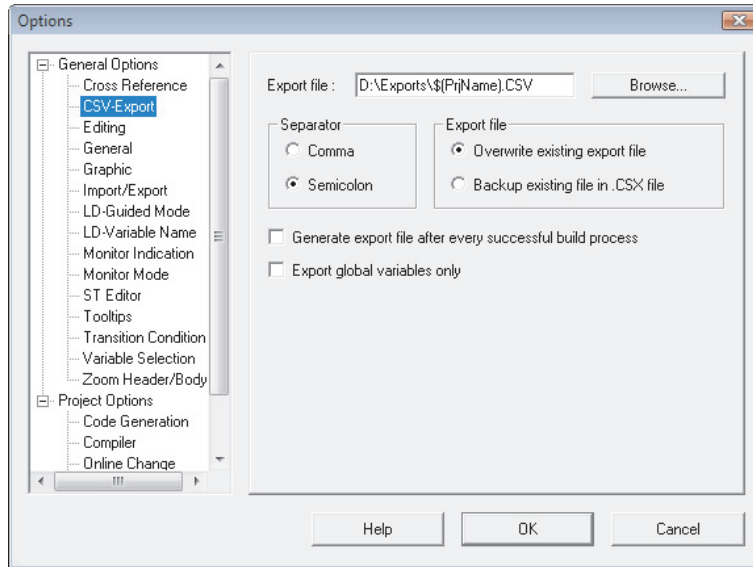 Options
General Options
Cross Reference
CSV-Export
Editing
General
Graphic
Import/Export
LD-Guided Mode
LD-Variable Name
Monitor Indication
Monitor Mode
ST Editor
Tooltips
Transition Condition
Variable Selection
Zoom Header/Body
Project Options
Code Generation
Compiler
Online Change
Export file : D:\Exports\$(PrjName).CSV Browse...
Separator
Comma
Semicolon
Export file
Overwrite existing export file
Backup existing file in .CSX file
Generate export file after every successful build process
Export global variables only
Help OK Cancel